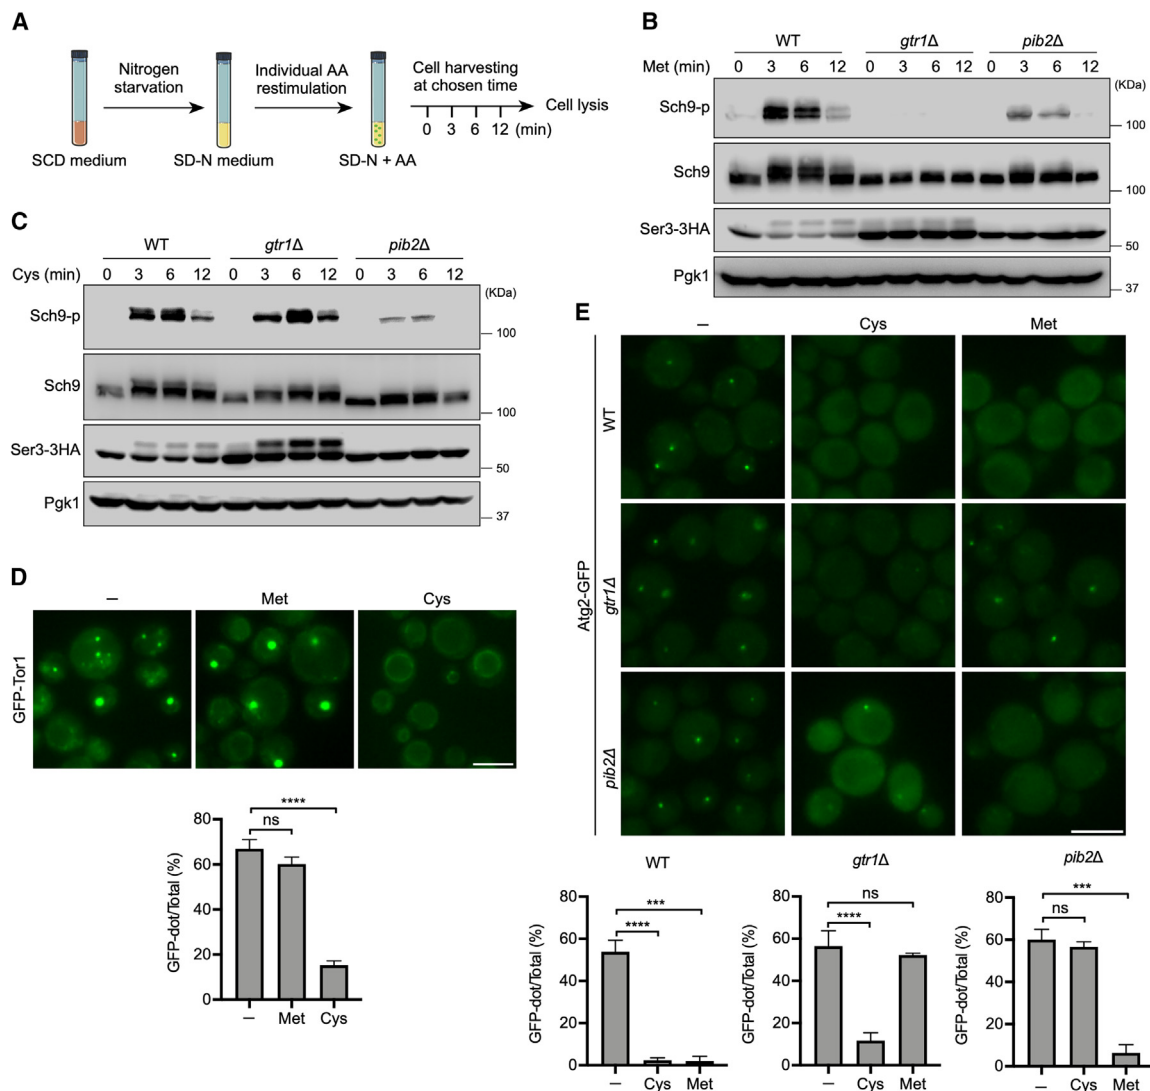 A
Nitrogen
starvation
Individual AA
restimulation
Cell harvesting
at chosen time
0 3 6 12 (min)
Cell lysis
SCD medium
SD-N medium
SD-N + AA
B
WT gtr1Δ pib2Δ
Met (min) 0 3 6 12 0 3 6 12 0 3 6 12
(KDa)
Sch9-p
100
Sch9
100
Ser3-3HA
50
Pgk1
37
C
WT gtr1Δ pib2Δ
Cys (min) 0 3 6 12 0 3 6 12 0 3 6 12
(KDa)
Sch9-p
100
Sch9
100
Ser3-3HA
50
Pgk1
37
D
– Met Cys
GFP-Tor1
GFP-dot/Total (%)
80
60
40
20
0
****
ns
– Met Cys
E
– Cys Met
Atg2-GFP
WT
gtr1Δ
pib2Δ
WT
GFP-dot/Total (%)
80
60
40
20
0
***
****
– Cys Met
gtr1Δ
GFP-dot/Total (%)
80
60
40
20
0
ns
****
– Cys Met
pib2Δ
GFP-dot/Total (%)
80
60
40
20
0
***
ns
– Cys Met